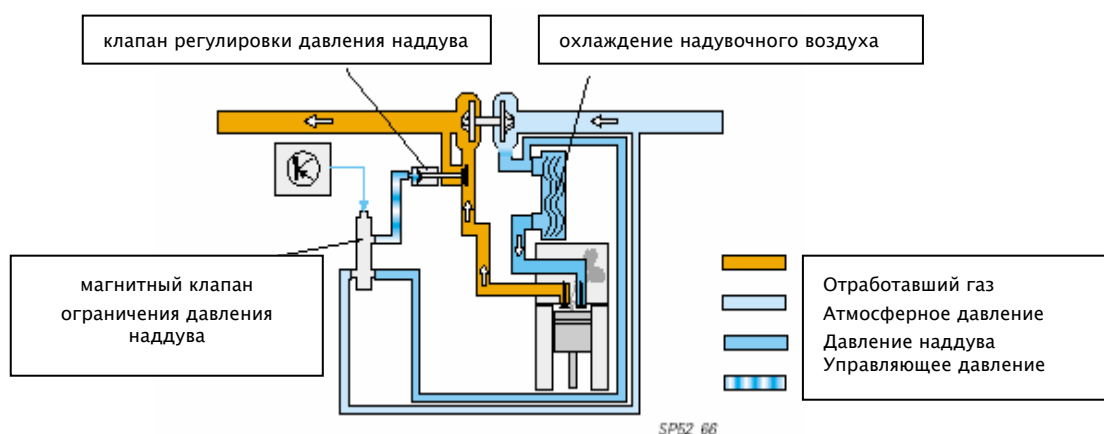 клапан регулировки давления наддува
охлаждение надувочного воздуха
магнитный клапан
ограничения давления
наддува
Отработавший газ
Атмосферное давление
Давление наддува
Управляющее давление
SP52_66